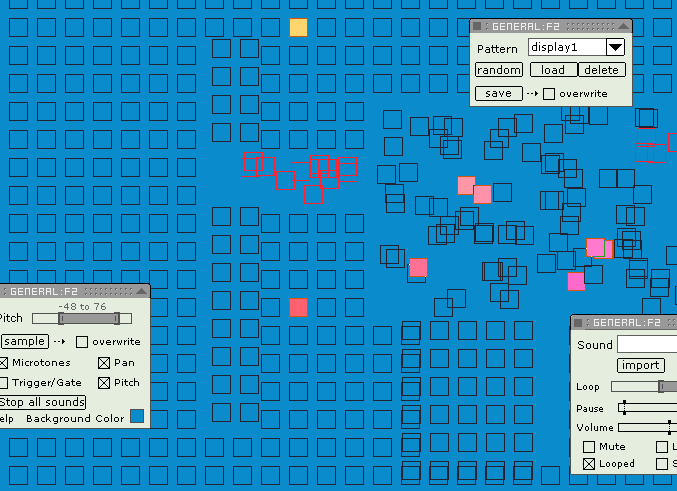 GENERAL:F2
Pattern display1
random load delete
save --> overwrite
GENERAL:F2
-48 to 76
Pitch
sample --> overwrite
Microtones Pan
Trigger/Gate Pitch
Stop all sounds
elp Background Color
GENERAL:F2
Sound
import
Loop
Pause
Volume
Mute L
Looped S